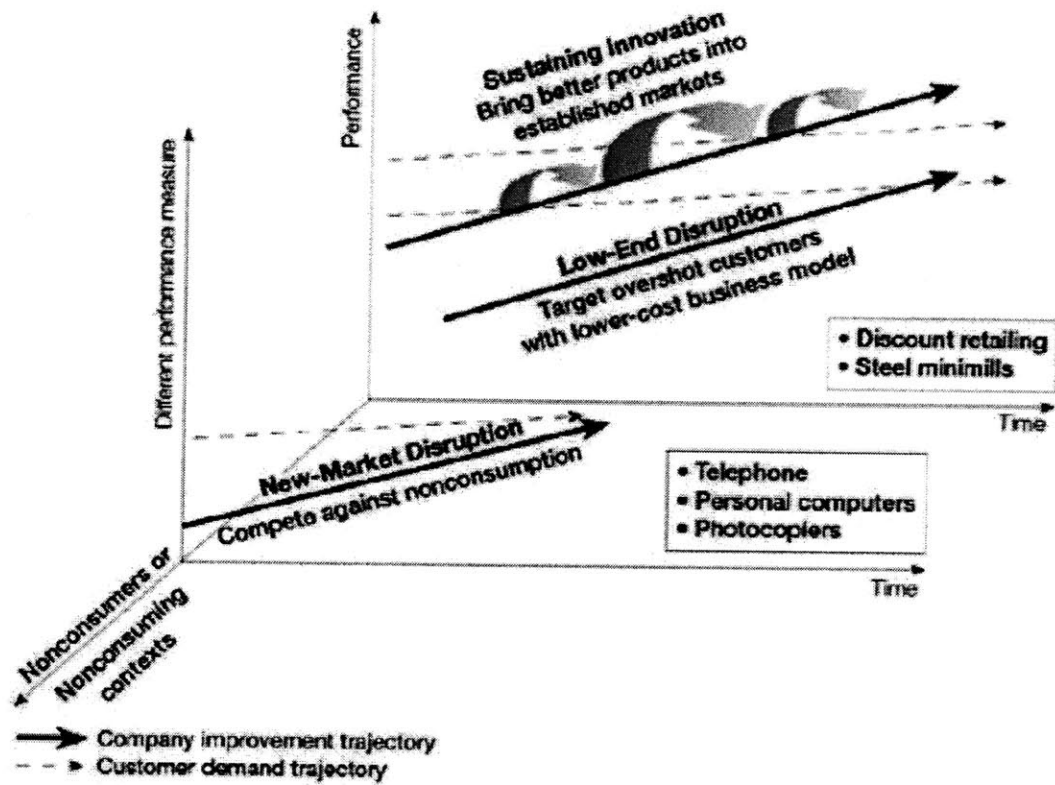 Performance
Sustaining Innovation
Bring better products into
established markets
Different performance measure
Low-End Disruption
Target overshot customers
with lower-cost business model
• Discount retailing
• Steel minimills
Time
New-Market Disruption
Compete against nonconsumption
• Telephone
• Personal computers
• Photocopiers
Time
Nonconsumers or
Nonconsuming
contexts
Company improvement trajectory
Customer demand trajectory